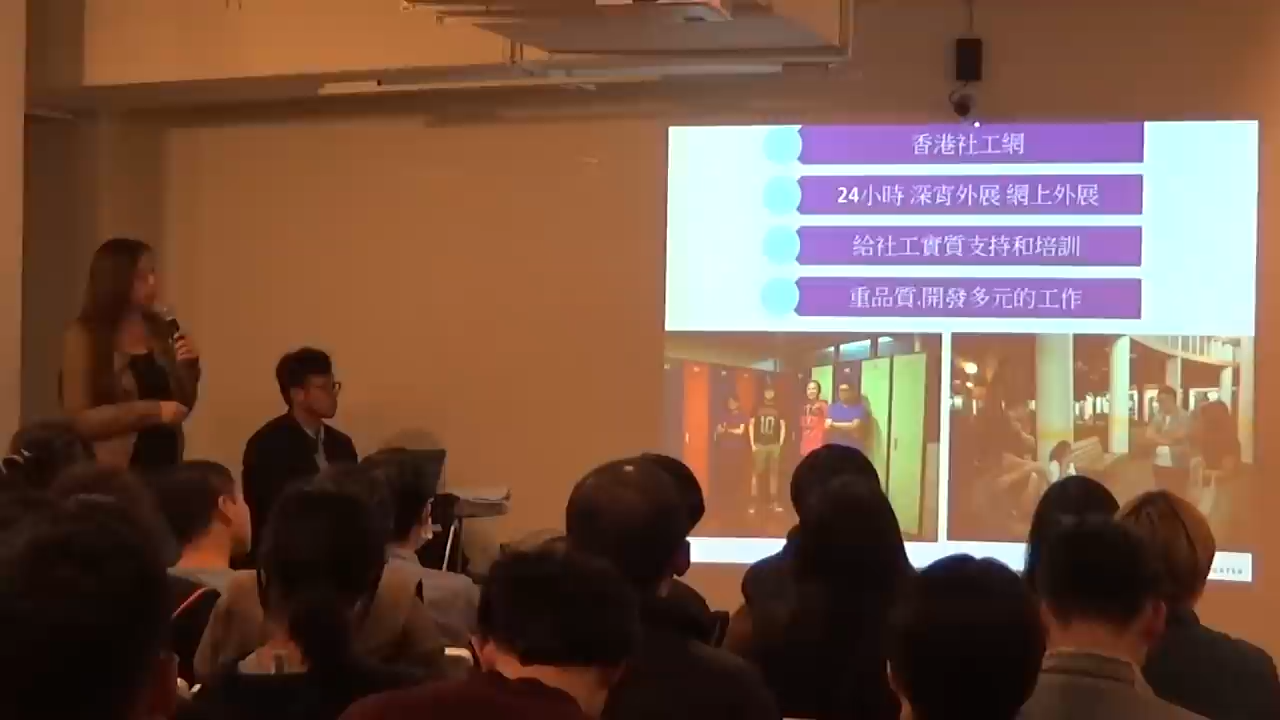 香港社工網
24小時 深宵外展 網上外展
給社工實質支持和培訓
重品質,開發多元的工作
10